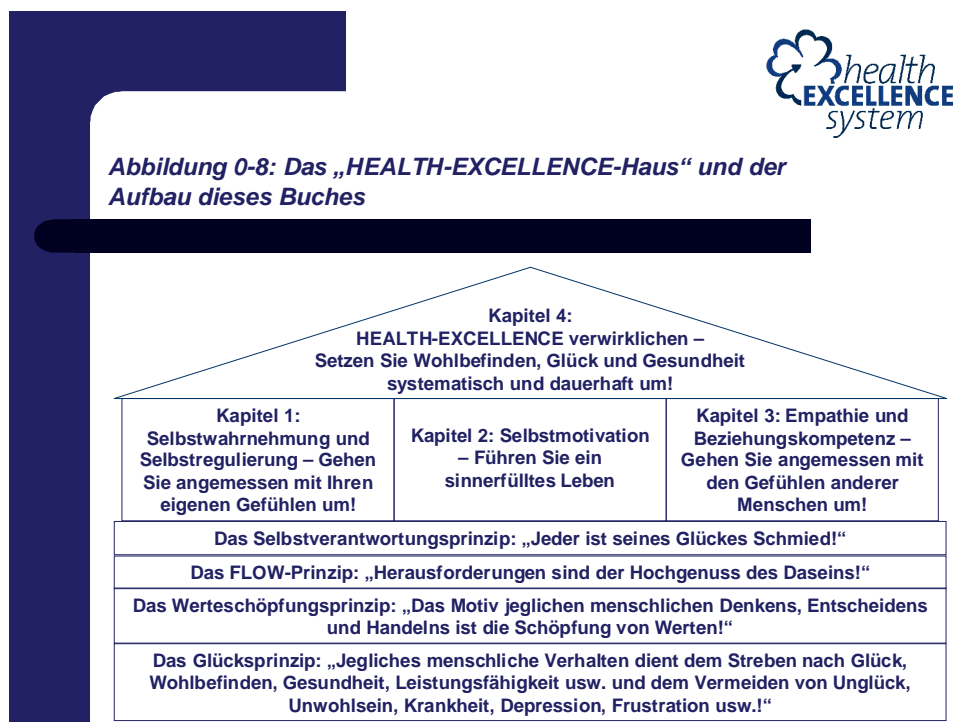 health
EXCELLENCE
system
Abbildung 0-8: Das „HEALTH-EXCELLENCE-Haus“ und der
Aufbau dieses Buches
Kapitel 4:
HEALTH-EXCELLENCE verwirklichen –
Setzen Sie Wohlbefinden, Glück und Gesundheit
systematisch und dauerhaft um!
Kapitel 1:
Selbstwahrnehmung und
Selbstregulierung – Gehen
Sie angemessen mit Ihren
eigenen Gefühlen um!
Kapitel 2: Selbstmotivation
– Führen Sie ein
sinnerfülltes Leben
Kapitel 3: Empathie und
Beziehungskompetenz –
Gehen Sie angemessen mit
den Gefühlen anderer
Menschen um!
Das Selbstverantwortungsprinzip: „Jeder ist seines Glückes Schmied!“
Das FLOW-Prinzip: „Herausforderungen sind der Hochgenuss des Daseins!“
Das Werteschöpfungsprinzip: „Das Motiv jeglichen menschlichen Denkens, Entscheidens
und Handelns ist die Schöpfung von Werten!“
Das Glücksprinzip: „Jegliches menschliche Verhalten dient dem Streben nach Glück,
Wohlbefinden, Gesundheit, Leistungsfähigkeit usw. und dem Vermeiden von Unglück,
Unwohlsein, Krankheit, Depression, Frustration usw.!“